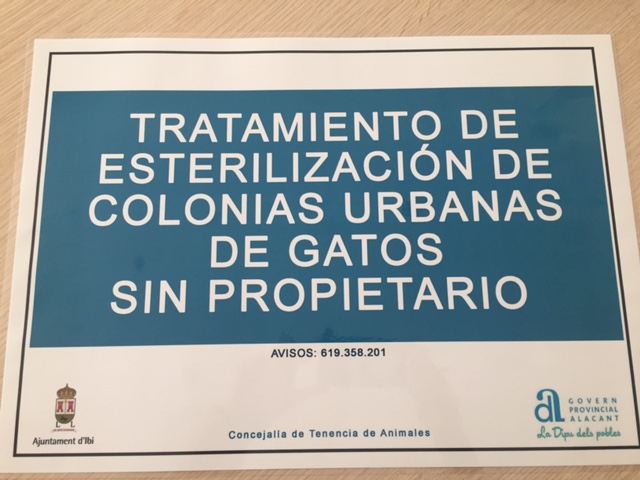 TRATAMIENTO DE
ESTERILIZACIÓN DE
COLONIAS URBANAS
DE GATOS
SIN PROPIETARIO
AVISOS: 619.358.201
Ajuntament d'Ibi
Concejalía de Tenencia de Animales
al GOVERN
PROVINCIAL
ALACANT
La Dipu dels pobles